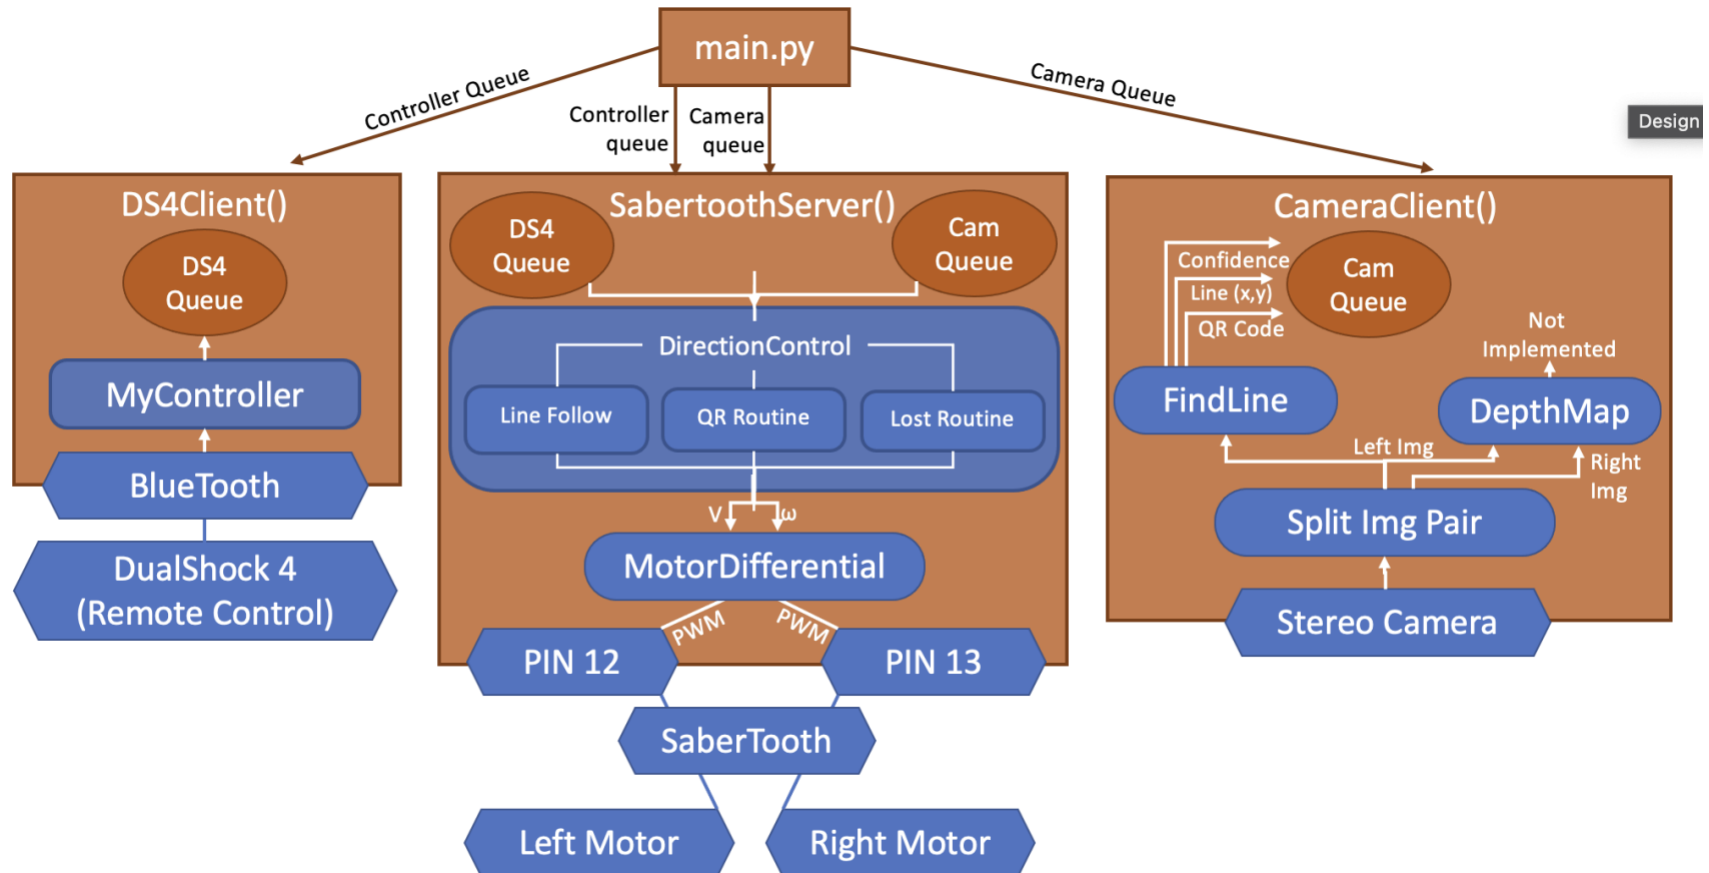 main.py
Controller Queue
Controller
queue
Camera
queue
Camera Queue
Design
DS4Client()
DS4
Queue
MyController
BlueTooth
DualShock 4
(Remote Control)
SabertoothServer()
DS4
Queue
Cam
Queue
DirectionControl
Line Follow
QR Routine
Lost Routine
V
ω
MotorDifferential
PWM
PWM
PIN 12
PIN 13
SaberTooth
Left Motor
Right Motor
CameraClient()
Confidence
Line (x,y)
QR Code
Cam
Queue
Not
Implemented
FindLine
DepthMap
Left Img
Right
Img
Split Img Pair
Stereo Camera